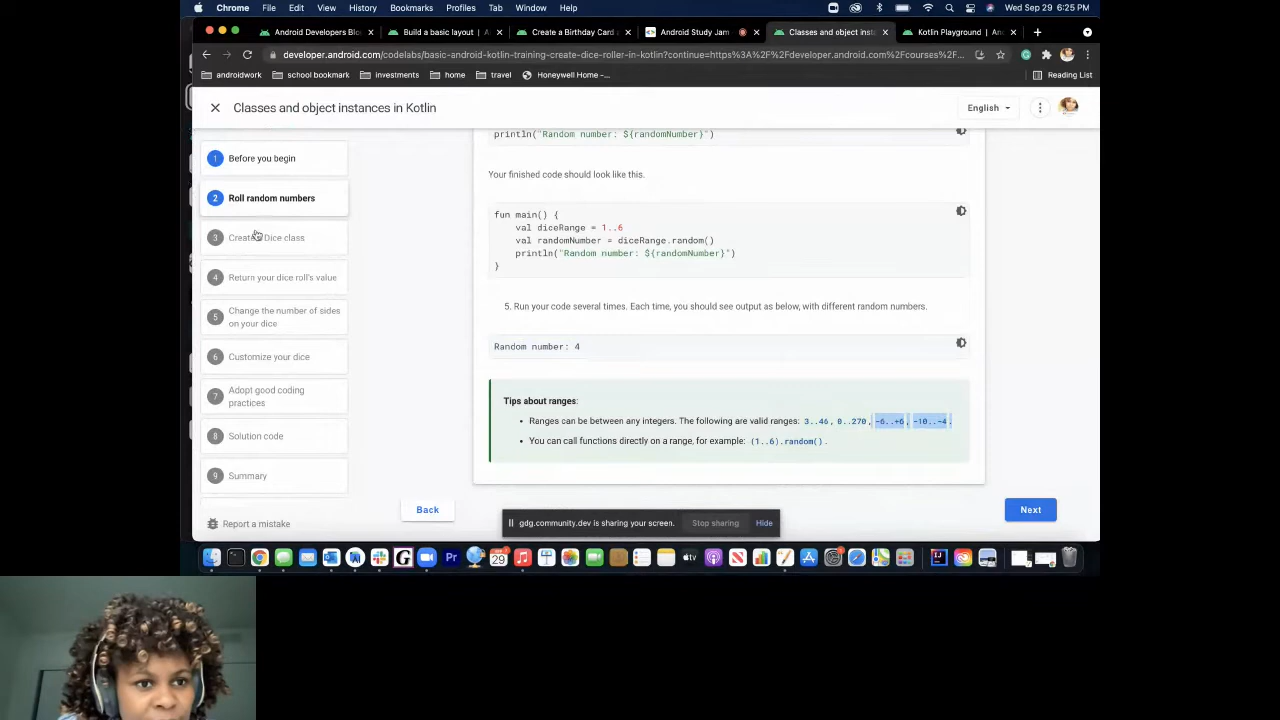 Chrome File Edit View History Bookmarks Profiles Tab Window Help Wed Sep 29 6:25 PM
Android Developers Blo Build a basic layout | A Create a Birthday Card a Android Study Jam Classes and object insta Kotlin Playground | An
developer.android.com/codelabs/basic-android-kotlin-training-create-dice-roller-in-kotlin?continue=https%3A%2F%2Fdeveloper.android.com%2Fcourses%2F...
androidwork school bookmark investments home travel Honeywell Home -... Reading List
Classes and object instances in Kotlin English
println("Random number: ${randomNumber}")
1 Before you begin
Your finished code should look like this.
2 Roll random numbers
fun main() {
val diceRange = 1..6
3 Create Dice class
val randomNumber = diceRange.random()
println("Random number: ${randomNumber}")
}
4 Return your dice roll's value
5. Run your code several times. Each time, you should see output as below, with different random numbers.
5 Change the number of sides
on your dice
Random number: 4
6 Customize your dice
7 Adopt good coding
practices
Tips about ranges:
Ranges can be between any integers. The following are valid ranges: 3..46, 0..270, -6..+6, -10..-4.
8 Solution code
You can call functions directly on a range, for example: (1..6).random().
9 Summary
Back Next
Report a mistake
gdg.community.dev is sharing your screen. Stop sharing Hide